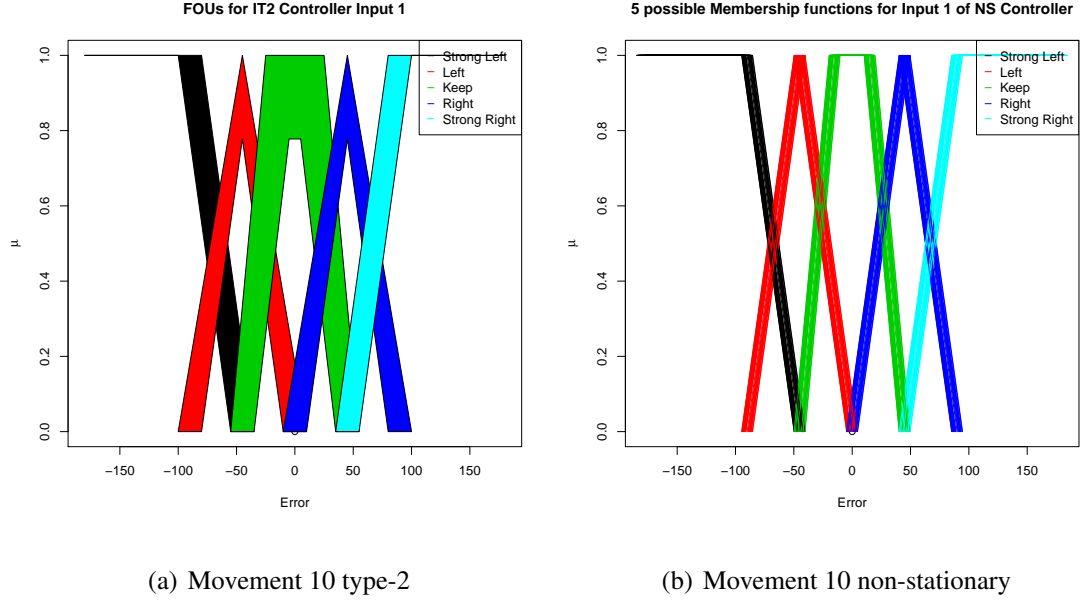 FOUs for IT2 Controller Input 1
1.0
0.8
0.6
0.4
0.2
0.0
μ
−150
−100
−50
0
50
100
150
Error
Strong Left
Left
Keep
Right
Strong Right
(a) Movement 10 type-2
5 possible Membership functions for Input 1 of NS Controller
1.0
0.8
0.6
0.4
0.2
0.0
μ
−150
−100
−50
0
50
100
150
Error
Strong Left
Left
Keep
Right
Strong Right
(b) Movement 10 non-stationary